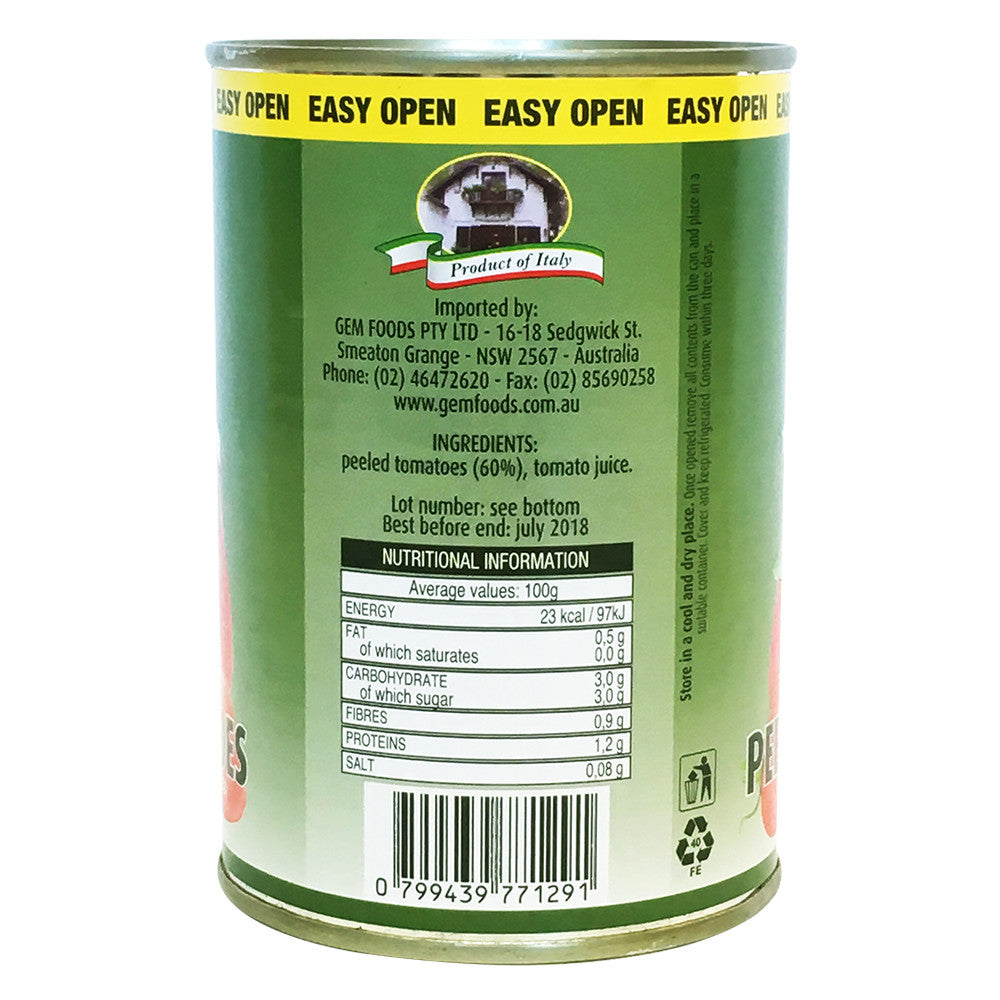 EASY OPEN EASY OPEN EASY OPEN EASY OPEN
Product of Italy
Imported by:
GEM FOODS PTY LTD - 16-18 Sedgwick St.
Smeaton Grange - NSW 2567 - Australia
Phone: (02) 46472620 - Fax: (02) 85690258
www.gemfoods.com.au
INGREDIENTS:
peeled tomatoes (60%), tomato juice.
Lot number: see bottom
Best before end: july 2018
NUTRITIONAL INFORMATION
Average values: 100g
ENERGY 23 kcal / 97kJ
FAT 0,5 g
of which saturates 0,0 g
CARBOHYDRATE 3,0 g
of which sugar 3,0 g
FIBRES 0,9 g
PROTEINS 1,2 g
SALT 0,08 g
0 799439 771291
Store in a cool and dry place. Once opened remove all contents from the can and place in a
suitable container. Cover and keep refrigerated. Consume within three days.
40
FE